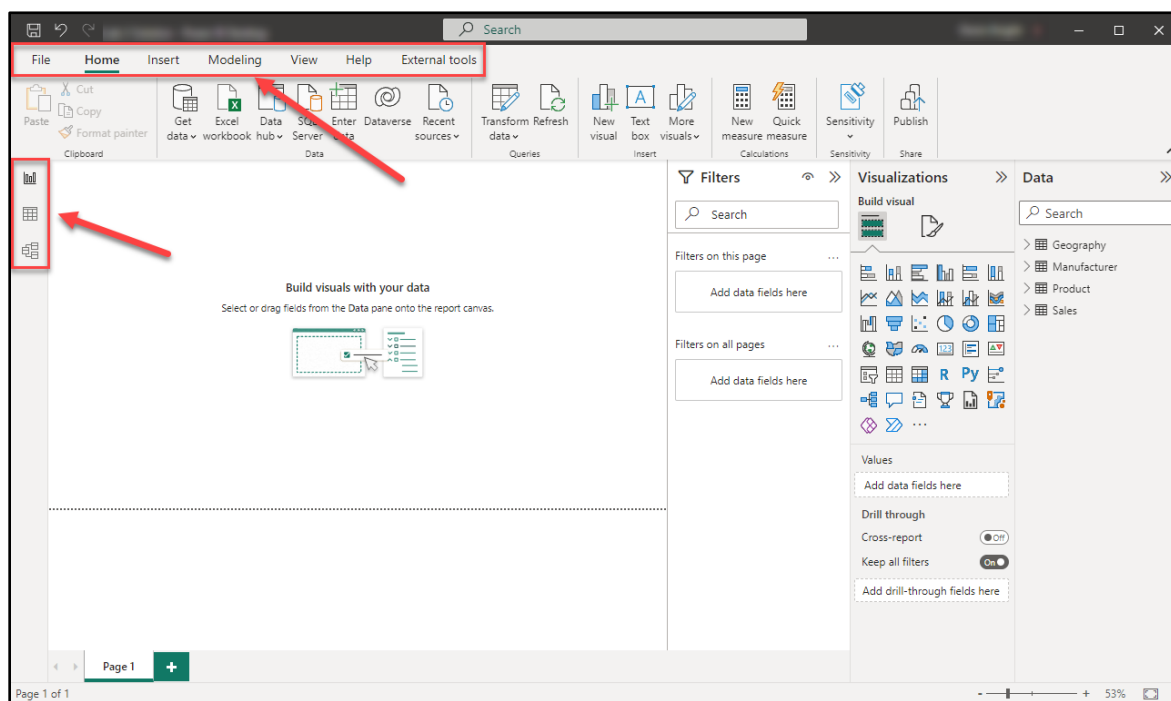 Search
File Home Insert Modeling View Help External tools
Paste
Cut
Copy
Format painter
Clipboard
Get data
Excel workbook
Data hub
SQL Server
Enter data
Dataverse
Recent sources
Data
Transform data
Refresh
Queries
New visual
Text box
More visuals
Insert
New measure
Quick measure
Calculations
Sensitivity
Sensitivity
Publish
Share
Build visuals with your data
Select or drag fields from the Data pane onto the report canvas.
Filters
Search
Filters on this page
...
Add data fields here
Filters on all pages
...
Add data fields here
Visualizations
Build visual
123
R Py
...
Values
Add data fields here
Drill through
Cross-report Off
Keep all filters On
Add drill-through fields here
Data
Search
Geography
Manufacturer
Product
Sales
Page 1
+
Page 1 of 1
- + 53%